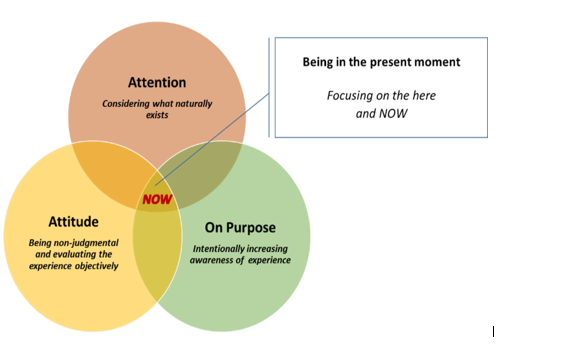 Attention
Considering what naturally
exists
Being in the present moment
Focusing on the here
and NOW
NOW
Attitude
Being non-judgmental
and evaluating the
experience objectively
On Purpose
Intentionally increasing
awareness of experience